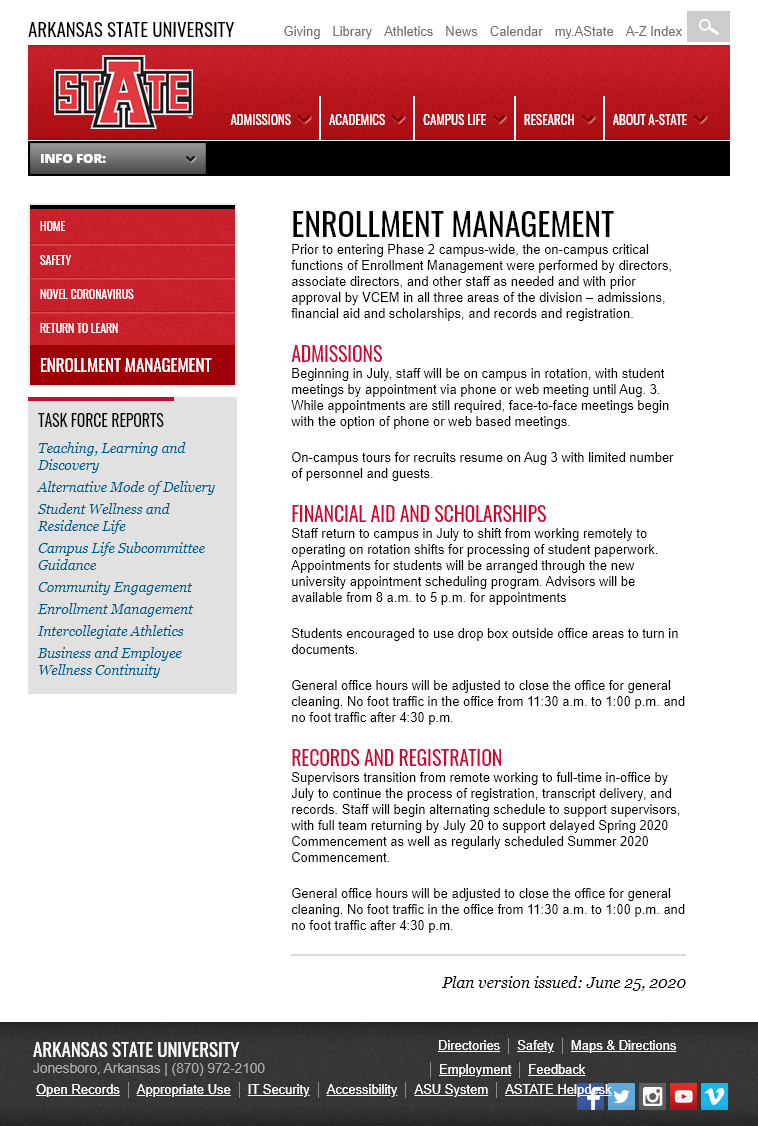 ARKANSAS STATE UNIVERSITY
Giving Library Athletics News Calendar my.AState A-Z Index
STATE
ADMISSIONS ACADEMICS CAMPUS LIFE RESEARCH ABOUT A-STATE
INFO FOR:
HOME
SAFETY
NOVEL CORONAVIRUS
RETURN TO LEARN
ENROLLMENT MANAGEMENT
TASK FORCE REPORTS
Teaching, Learning and
Discovery
Alternative Mode of Delivery
Student Wellness and
Residence Life
Campus Life Subcommittee
Guidance
Community Engagement
Enrollment Management
Intercollegiate Athletics
Business and Employee
Wellness Continuity
ENROLLMENT MANAGEMENT
Prior to entering Phase 2 campus-wide, the on-campus critical
functions of Enrollment Management were performed by directors,
associate directors, and other staff as needed and with prior
approval by VCEM in all three areas of the division – admissions,
financial aid and scholarships, and records and registration.
ADMISSIONS
Beginning in July, staff will be on campus in rotation, with student
meetings by appointment via phone or web meeting until Aug. 3.
While appointments are still required, face-to-face meetings begin
with the option of phone or web based meetings.
On-campus tours for recruits resume on Aug 3 with limited number
of personnel and guests.
FINANCIAL AID AND SCHOLARSHIPS
Staff return to campus in July to shift from working remotely to
operating on rotation shifts for processing of student paperwork.
Appointments for students will be arranged through the new
university appointment scheduling program. Advisors will be
available from 8 a.m. to 5 p.m. for appointments
Students encouraged to use drop box outside office areas to turn in
documents.
General office hours will be adjusted to close the office for general
cleaning. No foot traffic in the office from 11:30 a.m. to 1:00 p.m. and
no foot traffic after 4:30 p.m.
RECORDS AND REGISTRATION
Supervisors transition from remote working to full-time in-office by
July to continue the process of registration, transcript delivery, and
records. Staff will begin alternating schedule to support supervisors,
with full team returning by July 20 to support delayed Spring 2020
Commencement as well as regularly scheduled Summer 2020
Commencement.
General office hours will be adjusted to close the office for general
cleaning. No foot traffic in the office from 11:30 a.m. to 1:00 p.m. and
no foot traffic after 4:30 p.m.
Plan version issued: June 25, 2020
ARKANSAS STATE UNIVERSITY
Jonesboro, Arkansas | (870) 972-2100
Directories Safety Maps & Directions
Employment Feedback
Open Records Appropriate Use IT Security Accessibility ASU System ASTATE Helpdesk